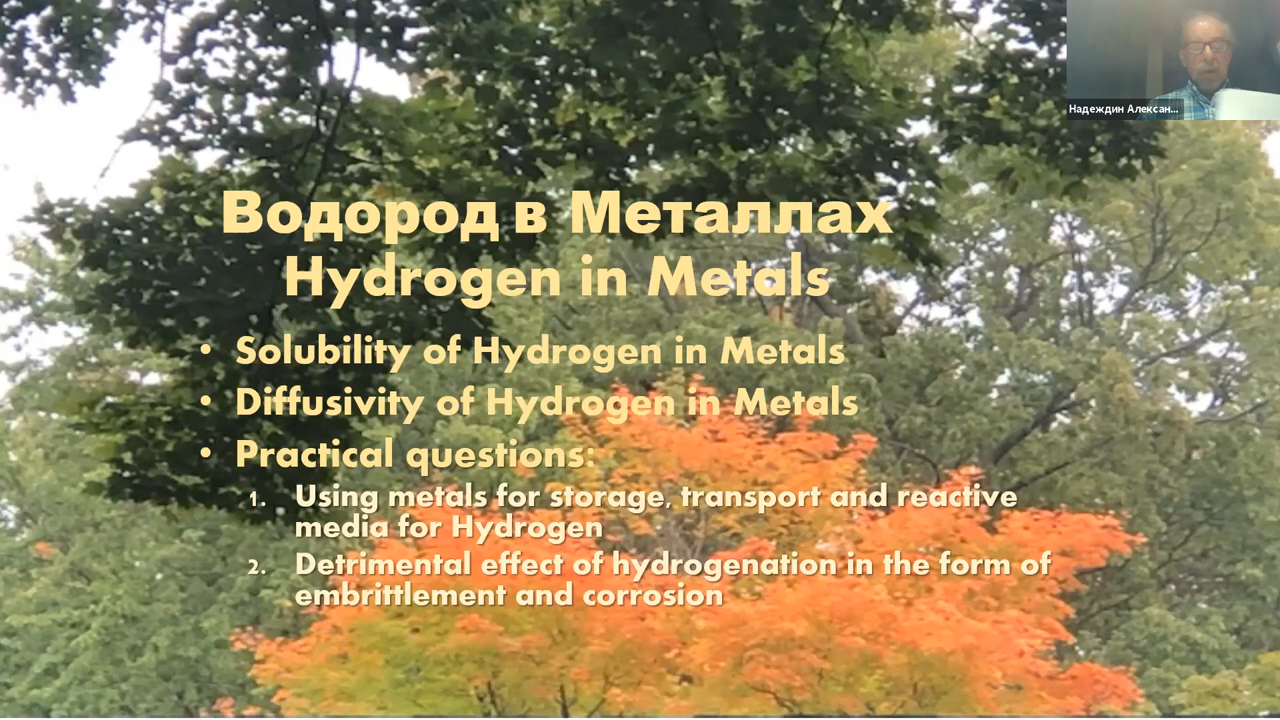 Надеждин Алексан...
Водород в Металлах
Hydrogen in Metals
• Solubility of Hydrogen in Metals
• Diffusivity of Hydrogen in Metals
• Practical questions:
1. Using metals for storage, transport and reactive
media for Hydrogen
2. Detrimental effect of hydrogenation in the form of
embrittlement and corrosion